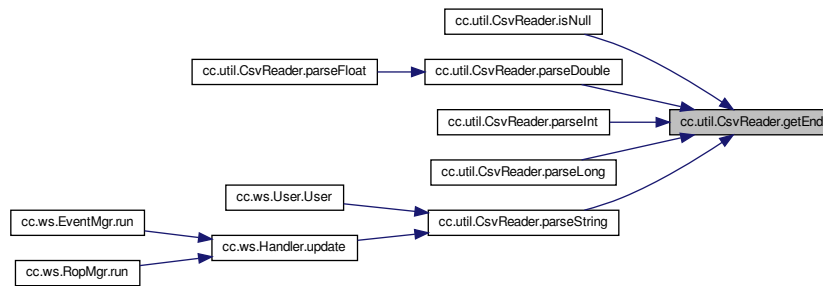 cc.util.CsvReader.isNull
cc.util.CsvReader.parseFloat
cc.util.CsvReader.parseDouble
cc.util.CsvReader.parseInt
cc.util.CsvReader.getEnd
cc.util.CsvReader.parseLong
cc.ws.User.User
cc.util.CsvReader.parseString
cc.ws.EventMgr.run
cc.ws.Handler.update
cc.ws.RopMgr.run